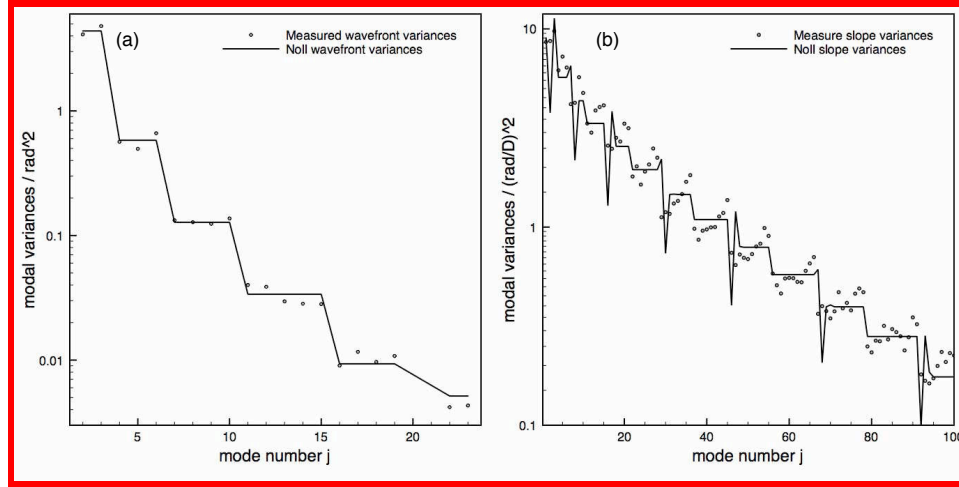 (a)
Measured wavefront variances
Noll wavefront variances
modal variances / rad^2
1
0.1
0.01
5
10
15
20
mode number j
(b)
Measure slope variances
Noll slope variances
modal variances / (rad/D)^2
10
1
0.1
20
40
60
80
100
mode number j